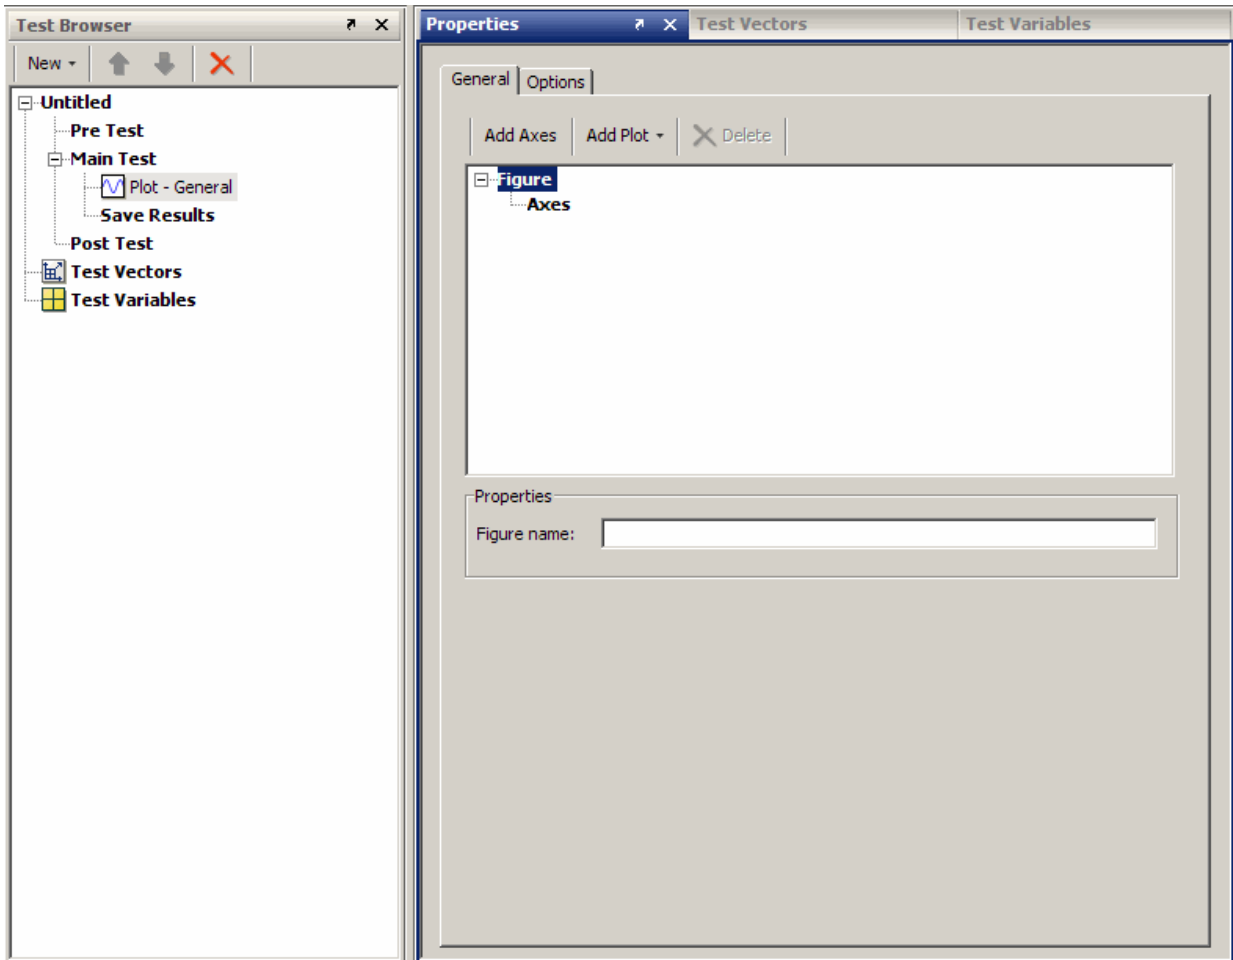 Test Browser
New
Untitled
Pre Test
Main Test
Plot - General
Save Results
Post Test
Test Vectors
Test Variables
Properties
Test Vectors
Test Variables
General
Options
Add Axes
Add Plot
Delete
Figure
Axes
Properties
Figure name: